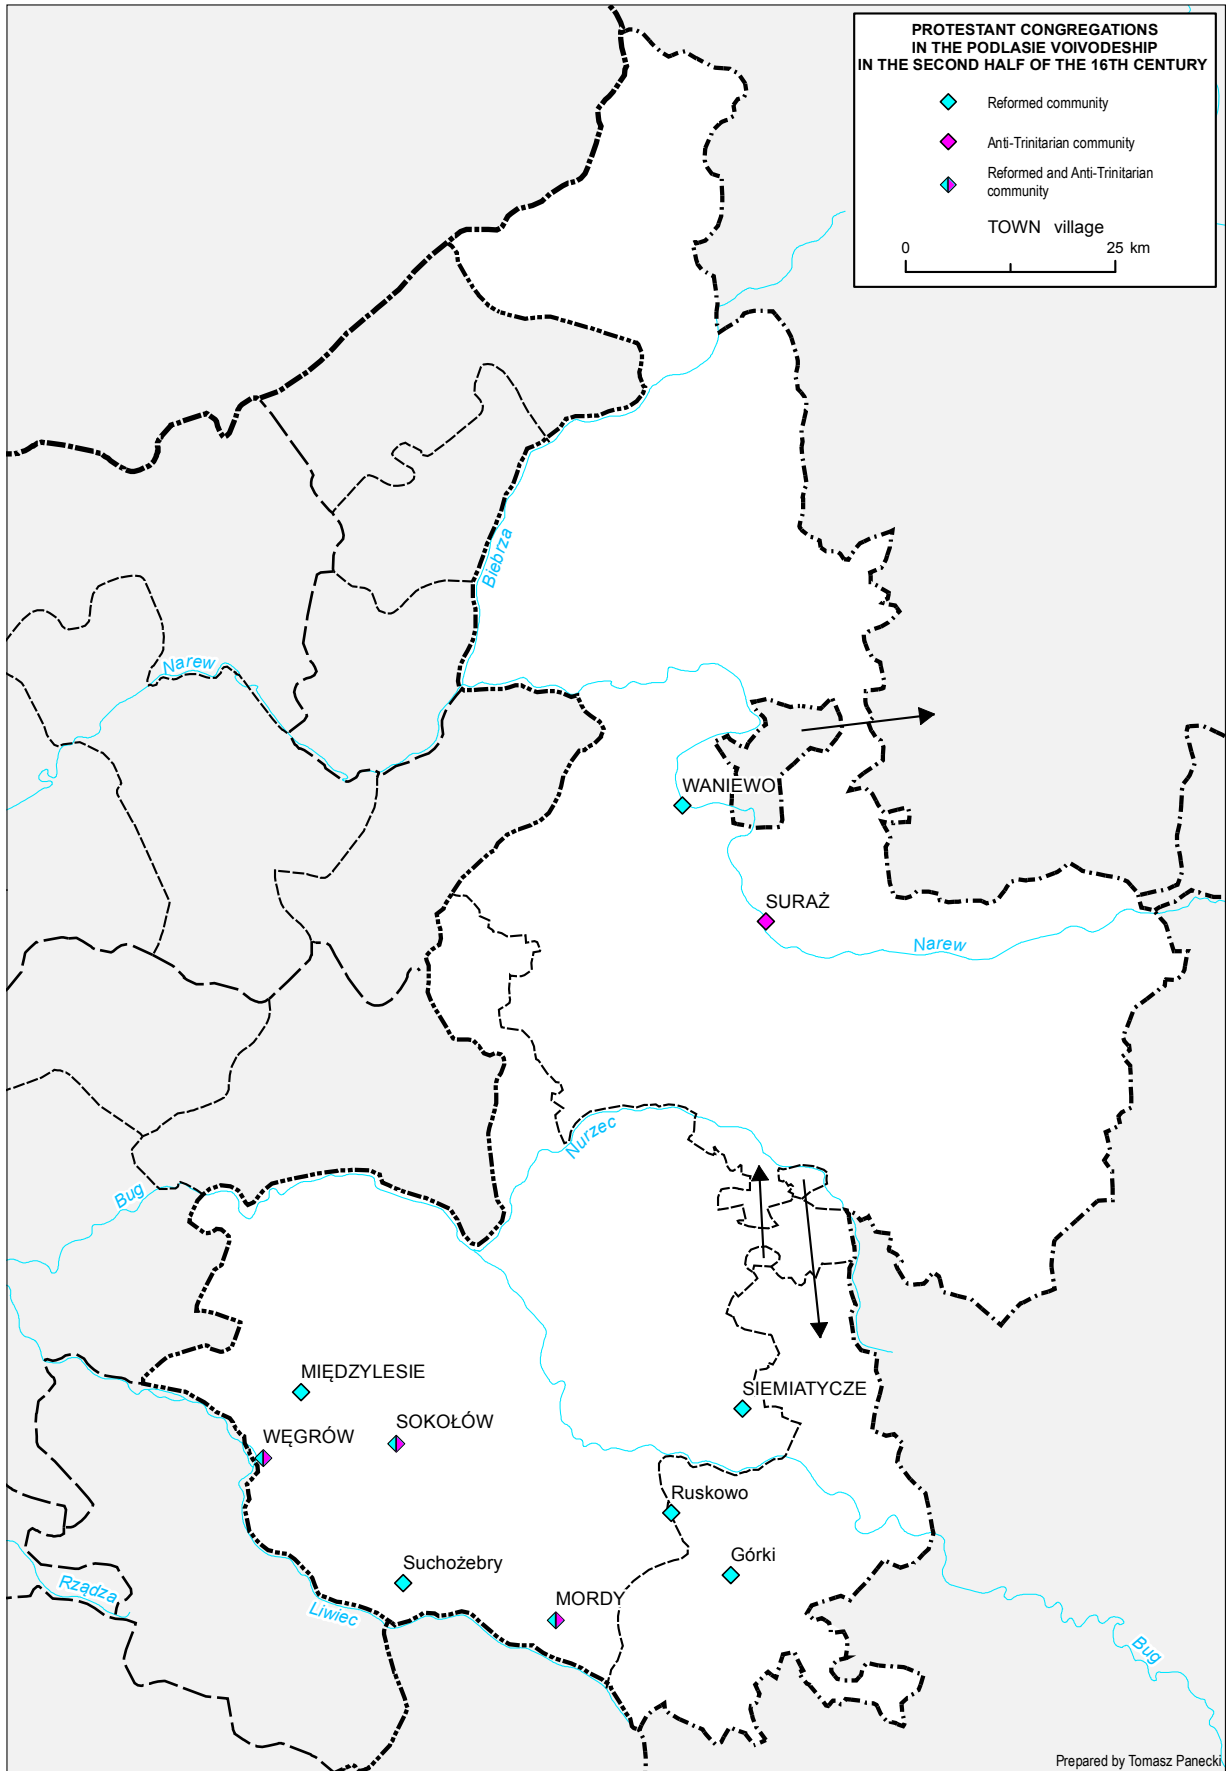 PROTESTANT CONGREGATIONS
IN THE PODLASIE VOIVODESHIP
IN THE SECOND HALF OF THE 16TH CENTURY
Reformed community
Anti-Trinitarian community
Reformed and Anti-Trinitarian
community
TOWN village
0 25 km
Biebrza
Narew
WANIEWO
SURAŻ
Narew
Nurzec
Bug
MIĘDZYLESIE
SIEMIATYCZE
SOKOŁÓW
WĘGRÓW
Ruskowo
Suchożebry
Górki
Rządza
MORDY
Liwiec
Bug
Prepared by Tomasz Panecki